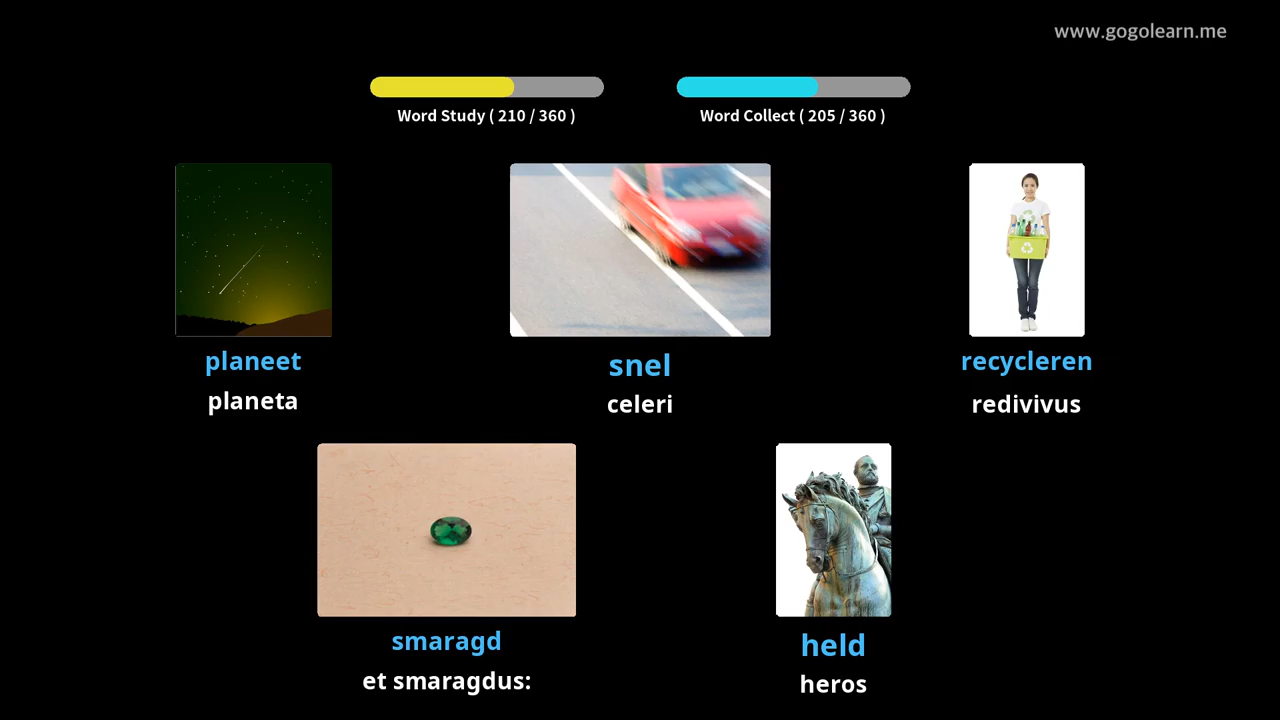 www.gogolearn.me
Word Study ( 210 / 360 )
Word Collect ( 205 / 360 )
planeet
planeta
snel
celeri
recycleren
redivivus
smaragd
et smaragdus:
held
heros